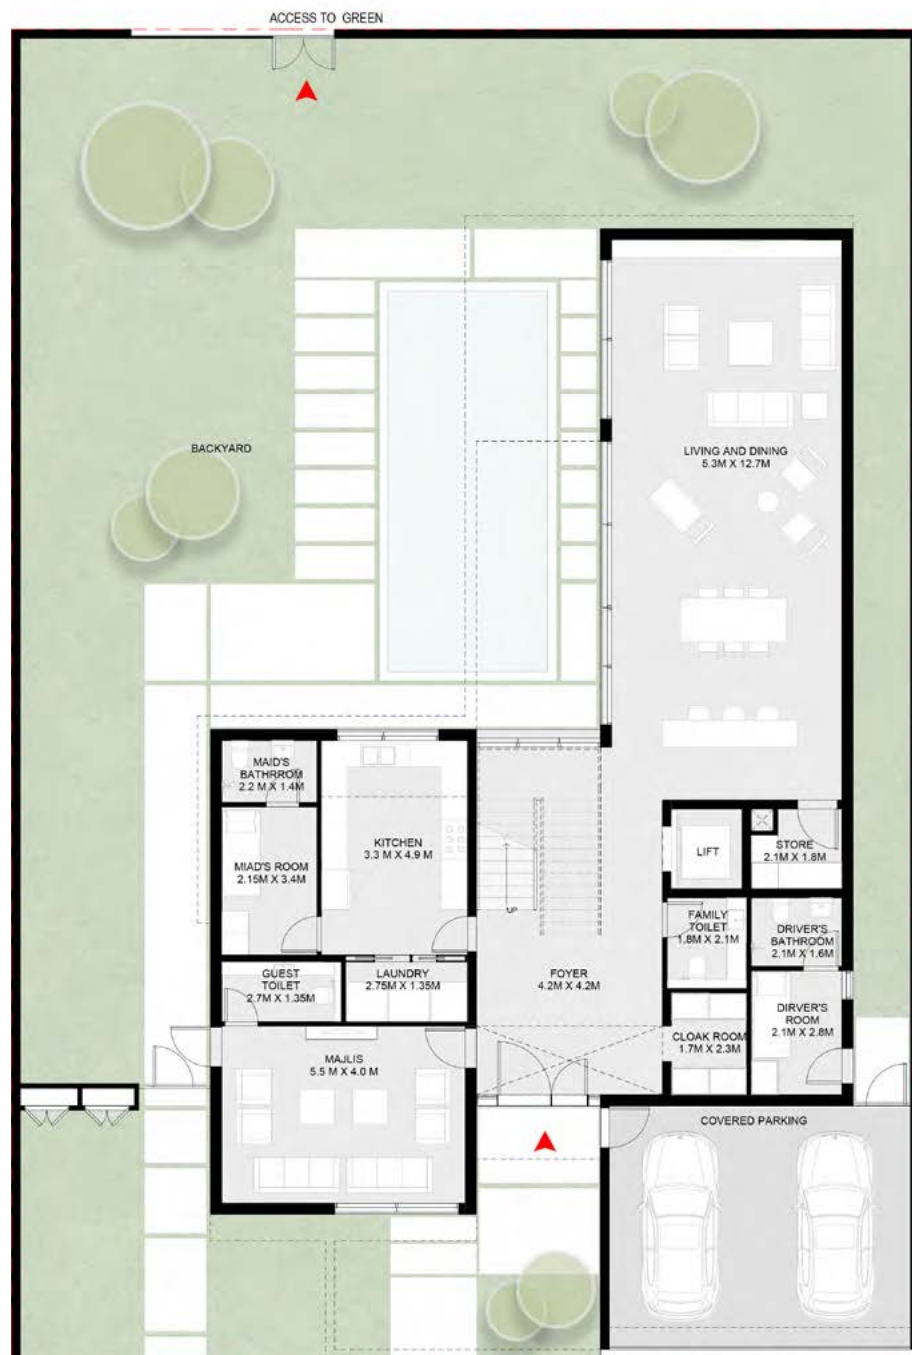 ACCESS TO GREEN
BACKYARD
LIVING AND DINING
5.3M X 12.7M
MAID'S
BATHRROM
2.2 M X 1.4M
KITCHEN
3.3 M X 4.9 M
MIAD'S ROOM
2.15M X 3.4M
UP
LIFT
STORE
2.1M X 1.8M
FAMILY
TOILET
1.8M X 2.1M
DRIVER'S
BATHROOM
2.1M X 1.6M
GUEST
TOILET
2.7M X 1.35M
LAUNDRY
2.75M X 1.35M
FOYER
4.2M X 4.2M
DIRVER'S
ROOM
2.1M X 2.8M
CLOAK ROOM
1.7M X 2.3M
MAJLIS
5.5 M X 4.0 M
COVERED PARKING